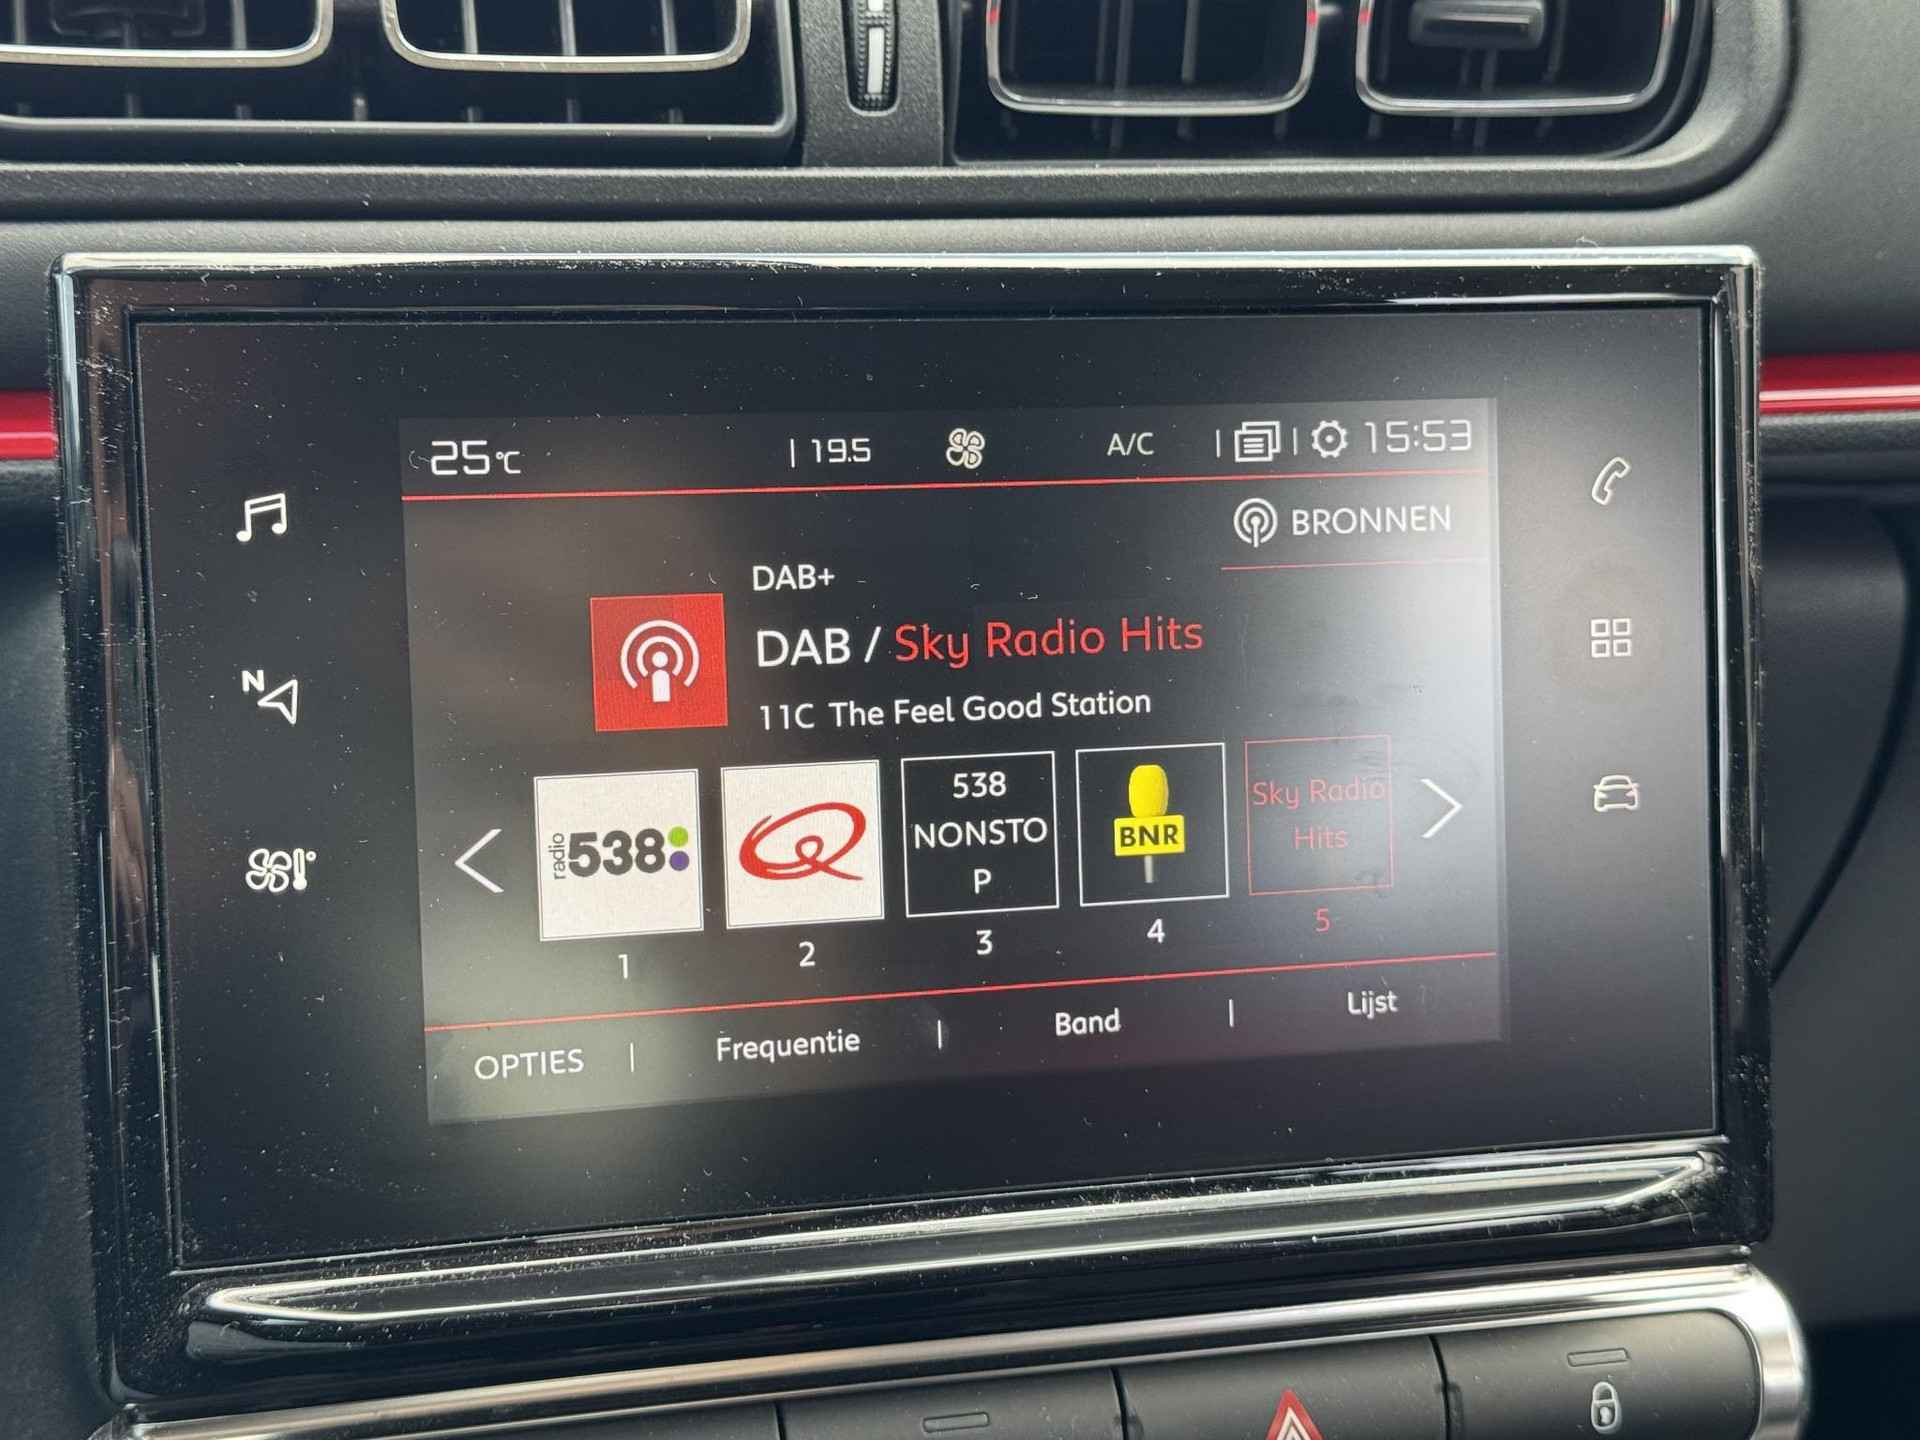 25°C | 19.5 A/C | | 15:53
BRONNEN
DAB+
DAB / Sky Radio Hits
11C The Feel Good Station
N
radio 538
Q
538
NONSTO
P
BNR
Sky Radio
Hits
1 2 3 4 5
OPTIES | Frequentie | Band | Lijst